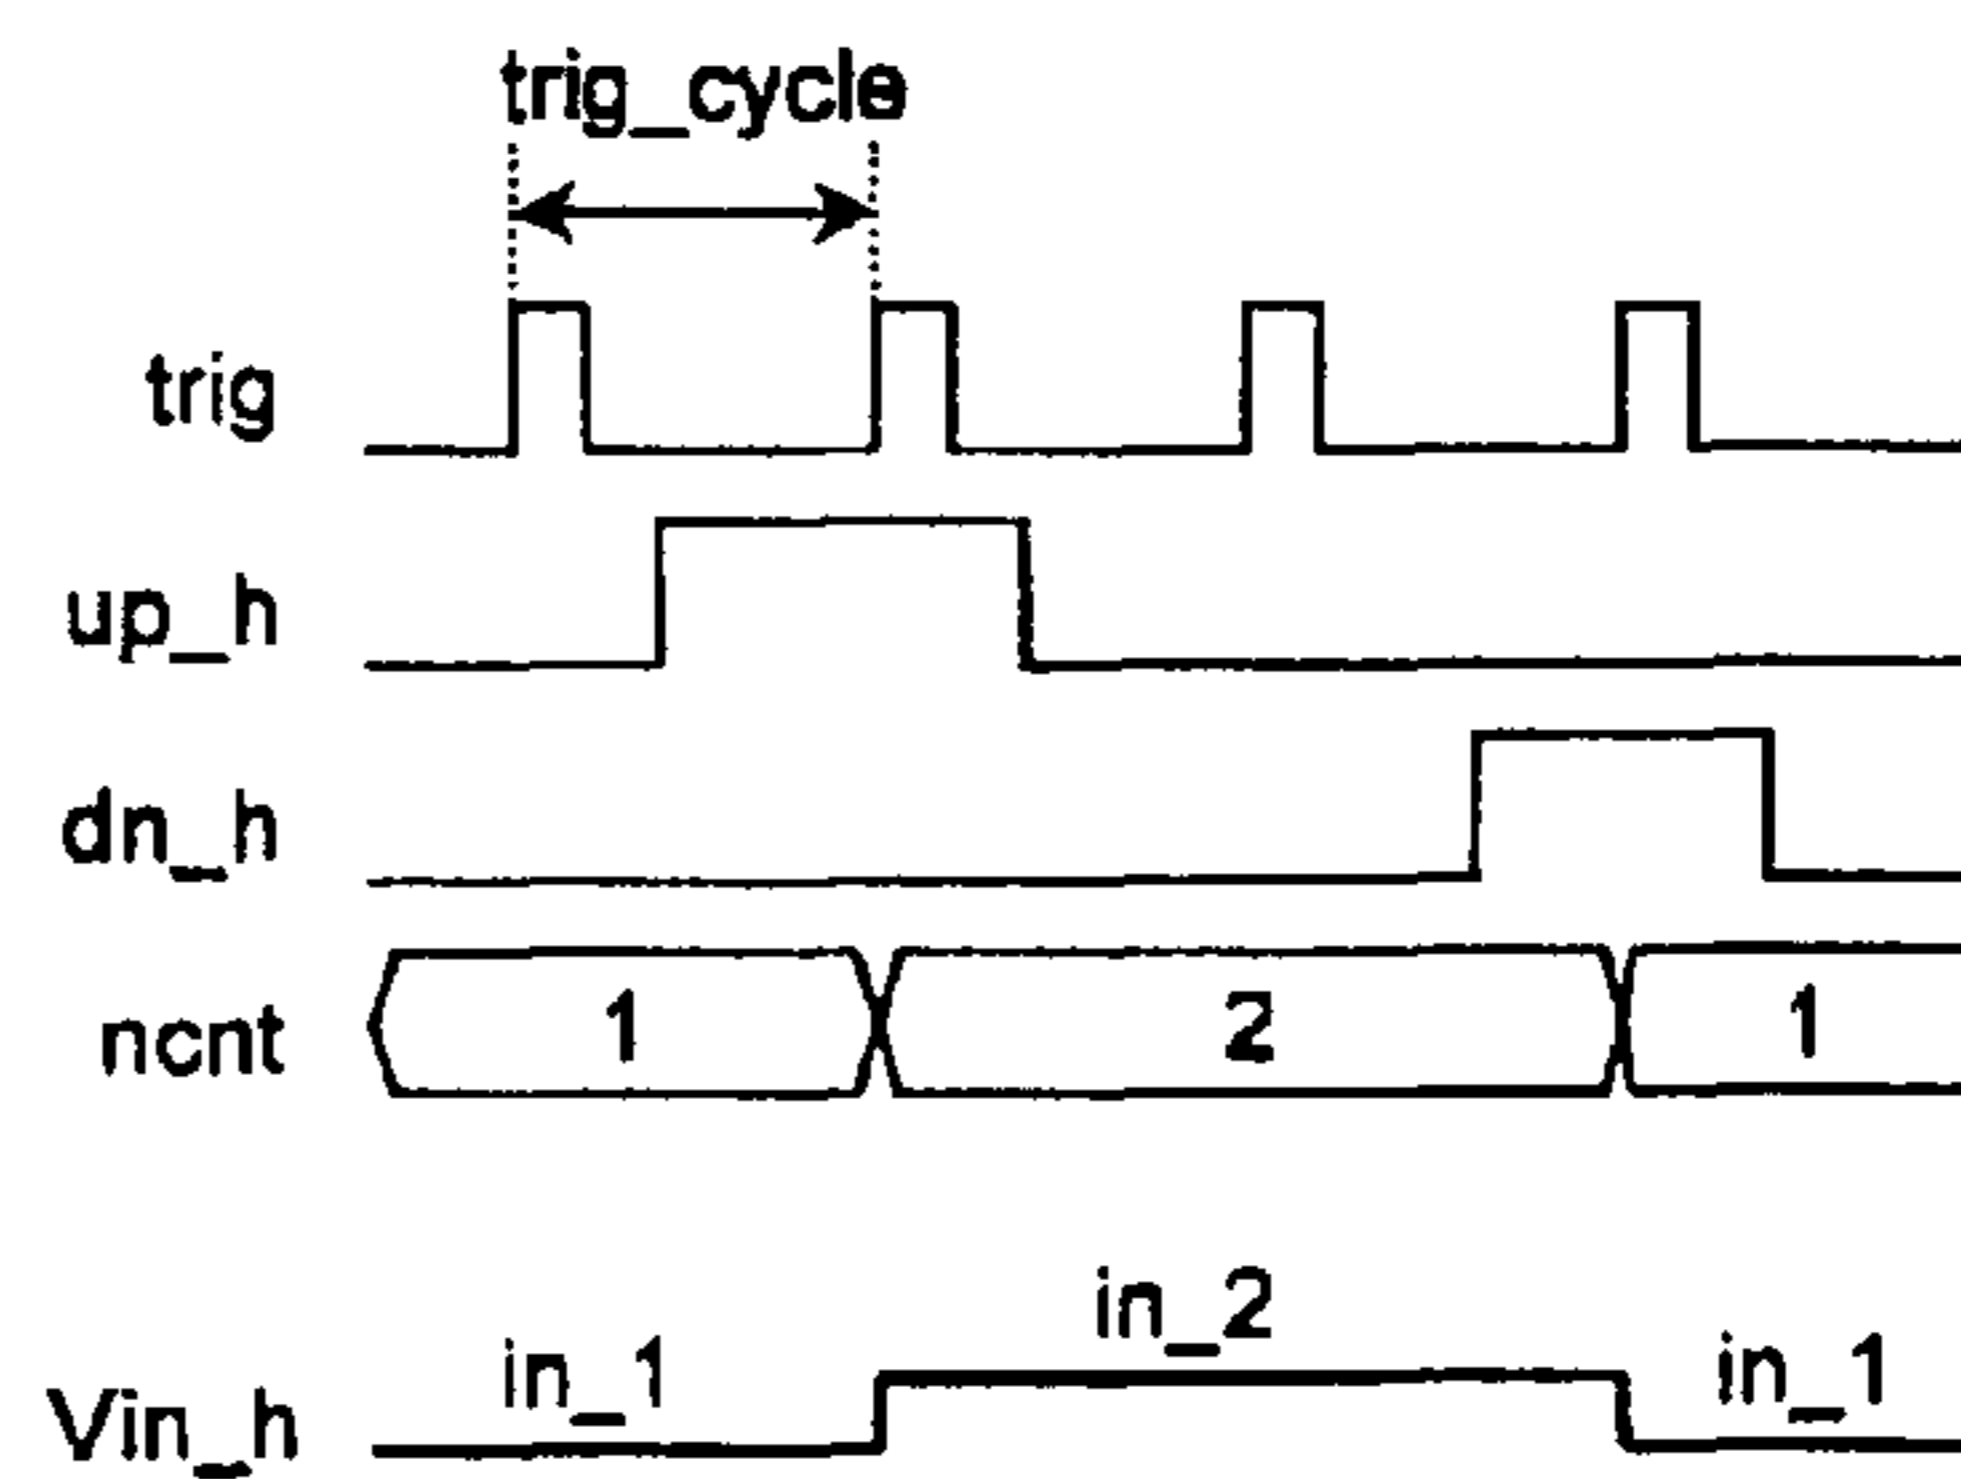 trig_cycle
trig
up_h
dn_h
ncnt 1 2 1
in_1 in_2 in_1
Vin_h